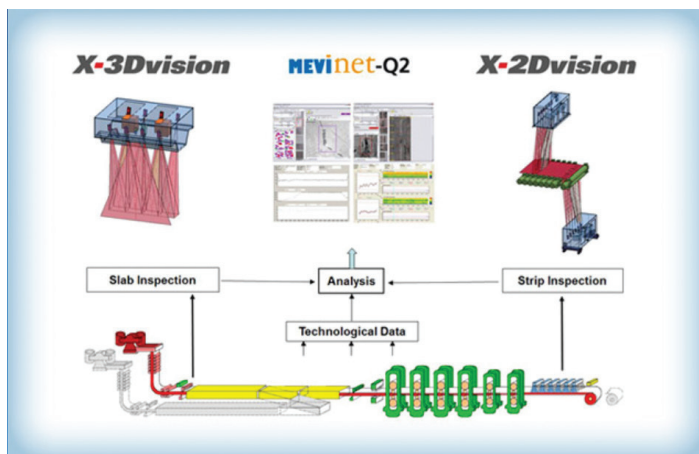 X-3Dvision
MEVInet-Q2
X-2Dvision
Slab Inspection
Analysis
Strip Inspection
Technological Data